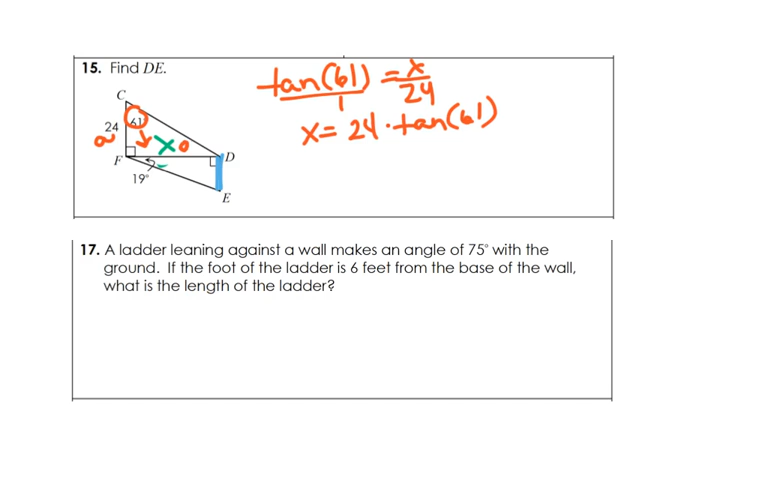 15. Find DE.
tan(61) = x/24
1
x = 24 · tan(61)
C
24
61
a
x o
F
D
19°
E
17. A ladder leaning against a wall makes an angle of 75° with the
ground. If the foot of the ladder is 6 feet from the base of the wall,
what is the length of the ladder?